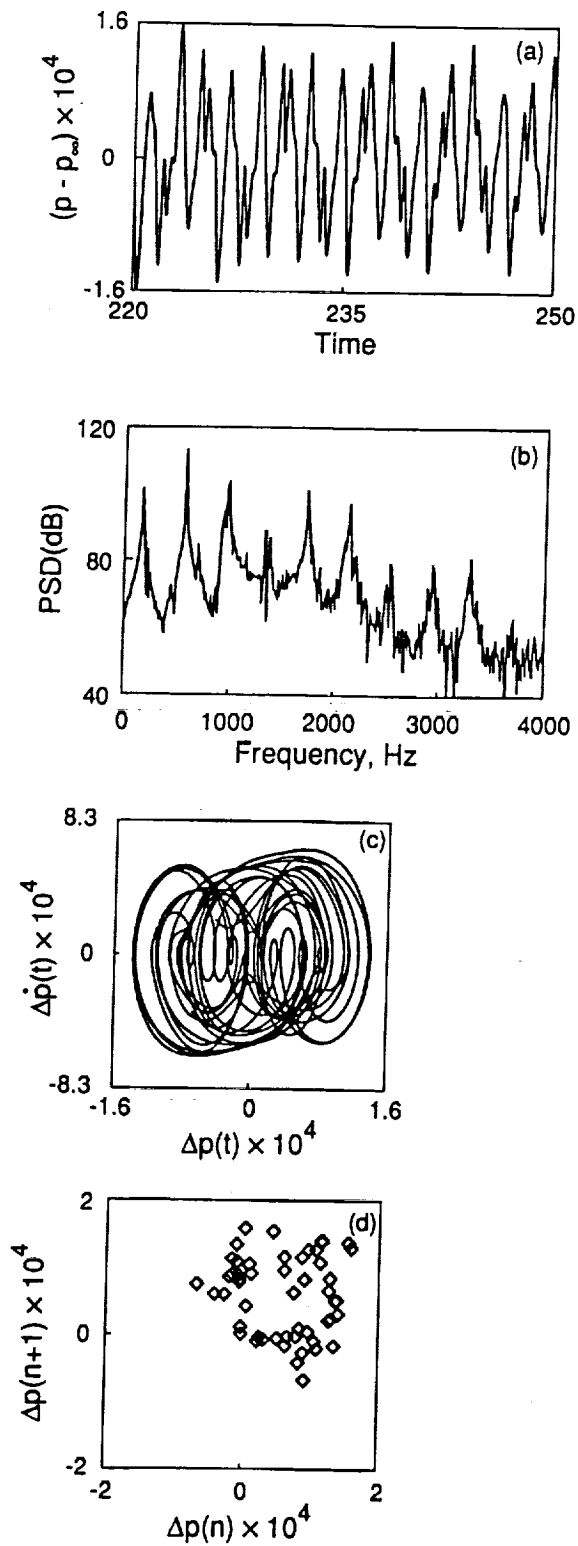 (a)
1.6
0
-1.6
(p - p∞) × 10⁴
220 235 250
Time
(b)
120
80
40
PSD(dB)
0 1000 2000 3000 4000
Frequency, Hz
(c)
8.3
0
-8.3
Δṗ(t) × 10⁴
-1.6 0 1.6
Δp(t) × 10⁴
(d)
2
0
-2
Δp(n+1) × 10⁴
-2 0 2
Δp(n) × 10⁴